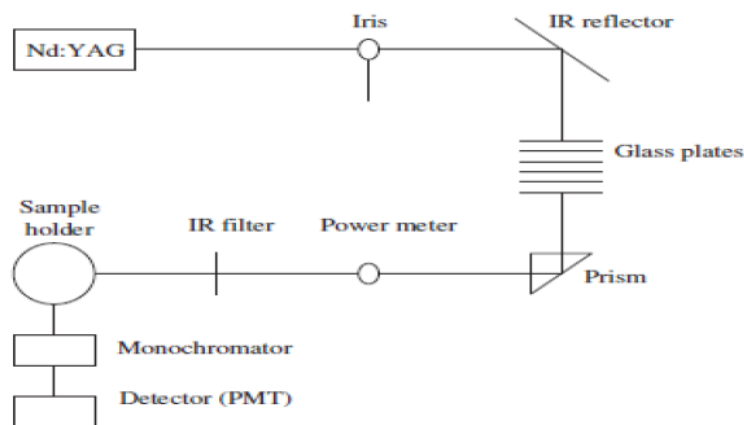 Iris
IR reflector
Nd:YAG
Glass plates
Sample
holder
IR filter
Power meter
Prism
Monochromator
Detector (PMT)